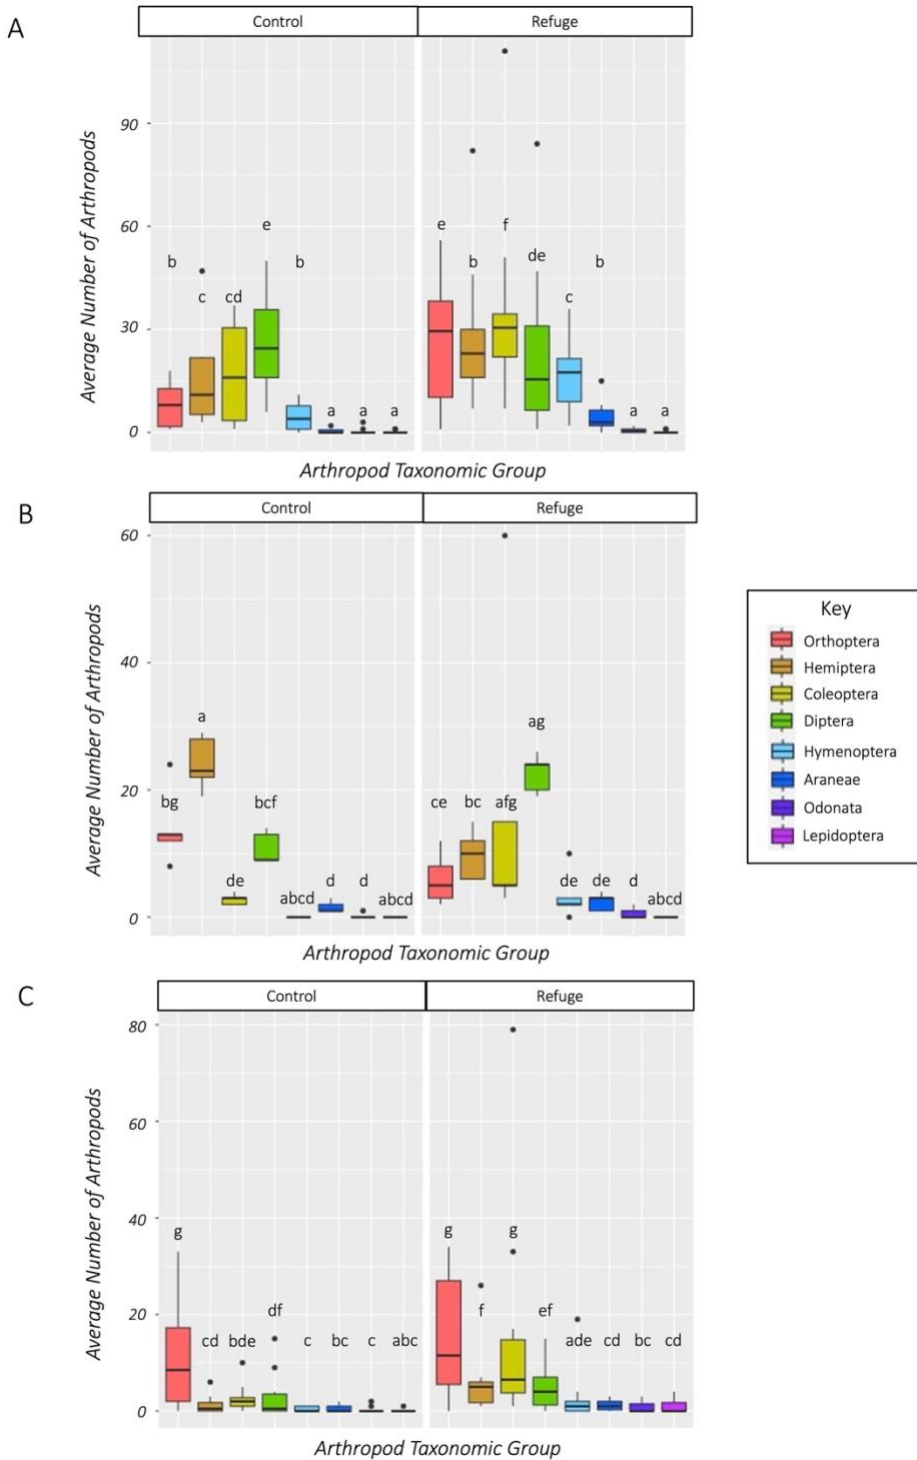 A
Control Refuge
Average Number of Arthropods
90
60
30
0
b c cd e b a a a
e b f de c b a a
Arthropod Taxonomic Group
B
Control Refuge
Average Number of Arthropods
60
40
20
0
bg a de bcf abcd d d abcd
ce bc afg ag de de d abcd
Arthropod Taxonomic Group
Key
Orthoptera
Hemiptera
Coleoptera
Diptera
Hymenoptera
Araneae
Odonata
Lepidoptera
C
Control Refuge
Average Number of Arthropods
80
60
40
20
0
g cd bde df c bc c abc
g f g ef ade cd bc cd
Arthropod Taxonomic Group